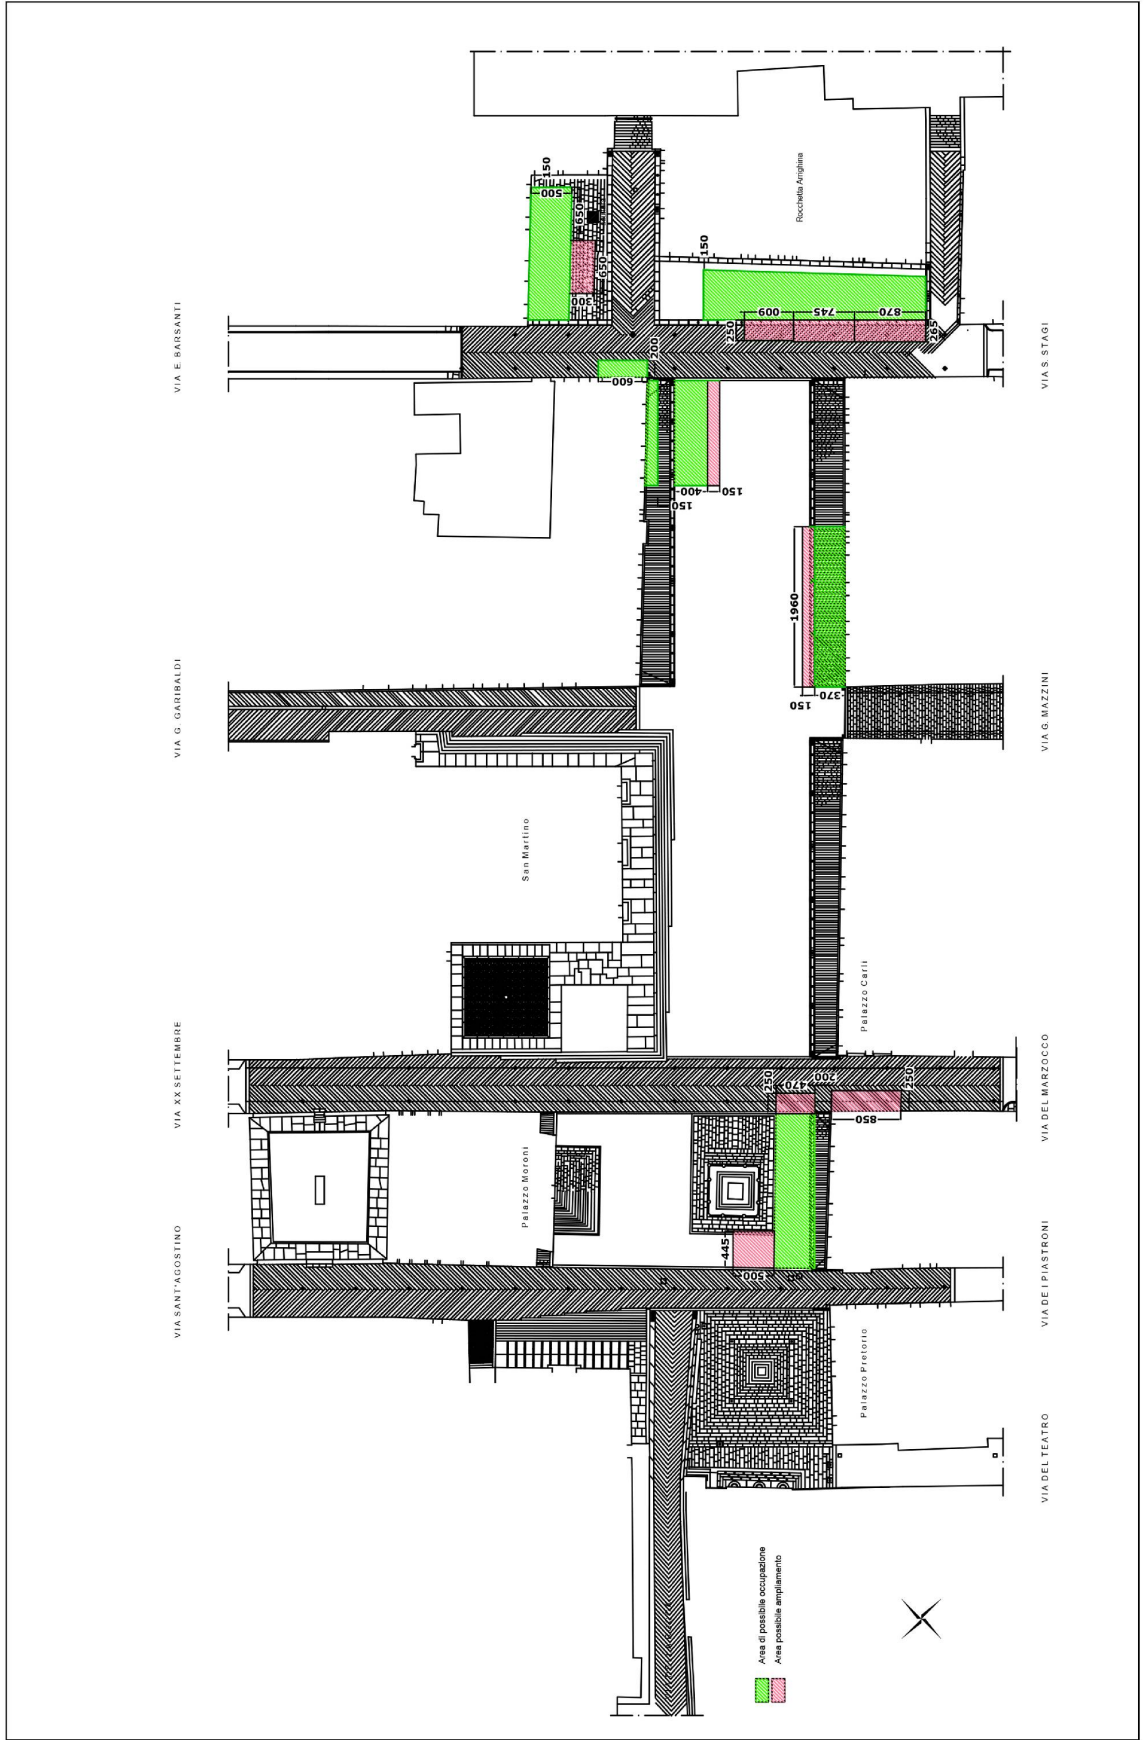 150
500
650
650
300
Rocchetta Arrighina
150
VIA E. BARSANTI
250
600
745
870
265
VIA S. STAGI
200
600
400
150
150
1960
370
150
VIA G. GARIBALDI
VIA G. MAZZINI
San Martino
Palazzo Carli
VIA XX SETTEMBRE
250
470
200
250
850
VIA DEL MARZOCCO
Palazzo Moroni
445
500
VIA SANT'AGOSTINO
VIA DE I PIASTRONI
Palazzo Pretorio
VIA DEL TEATRO
Area di possibile occupazione
Area possibile ampliamento